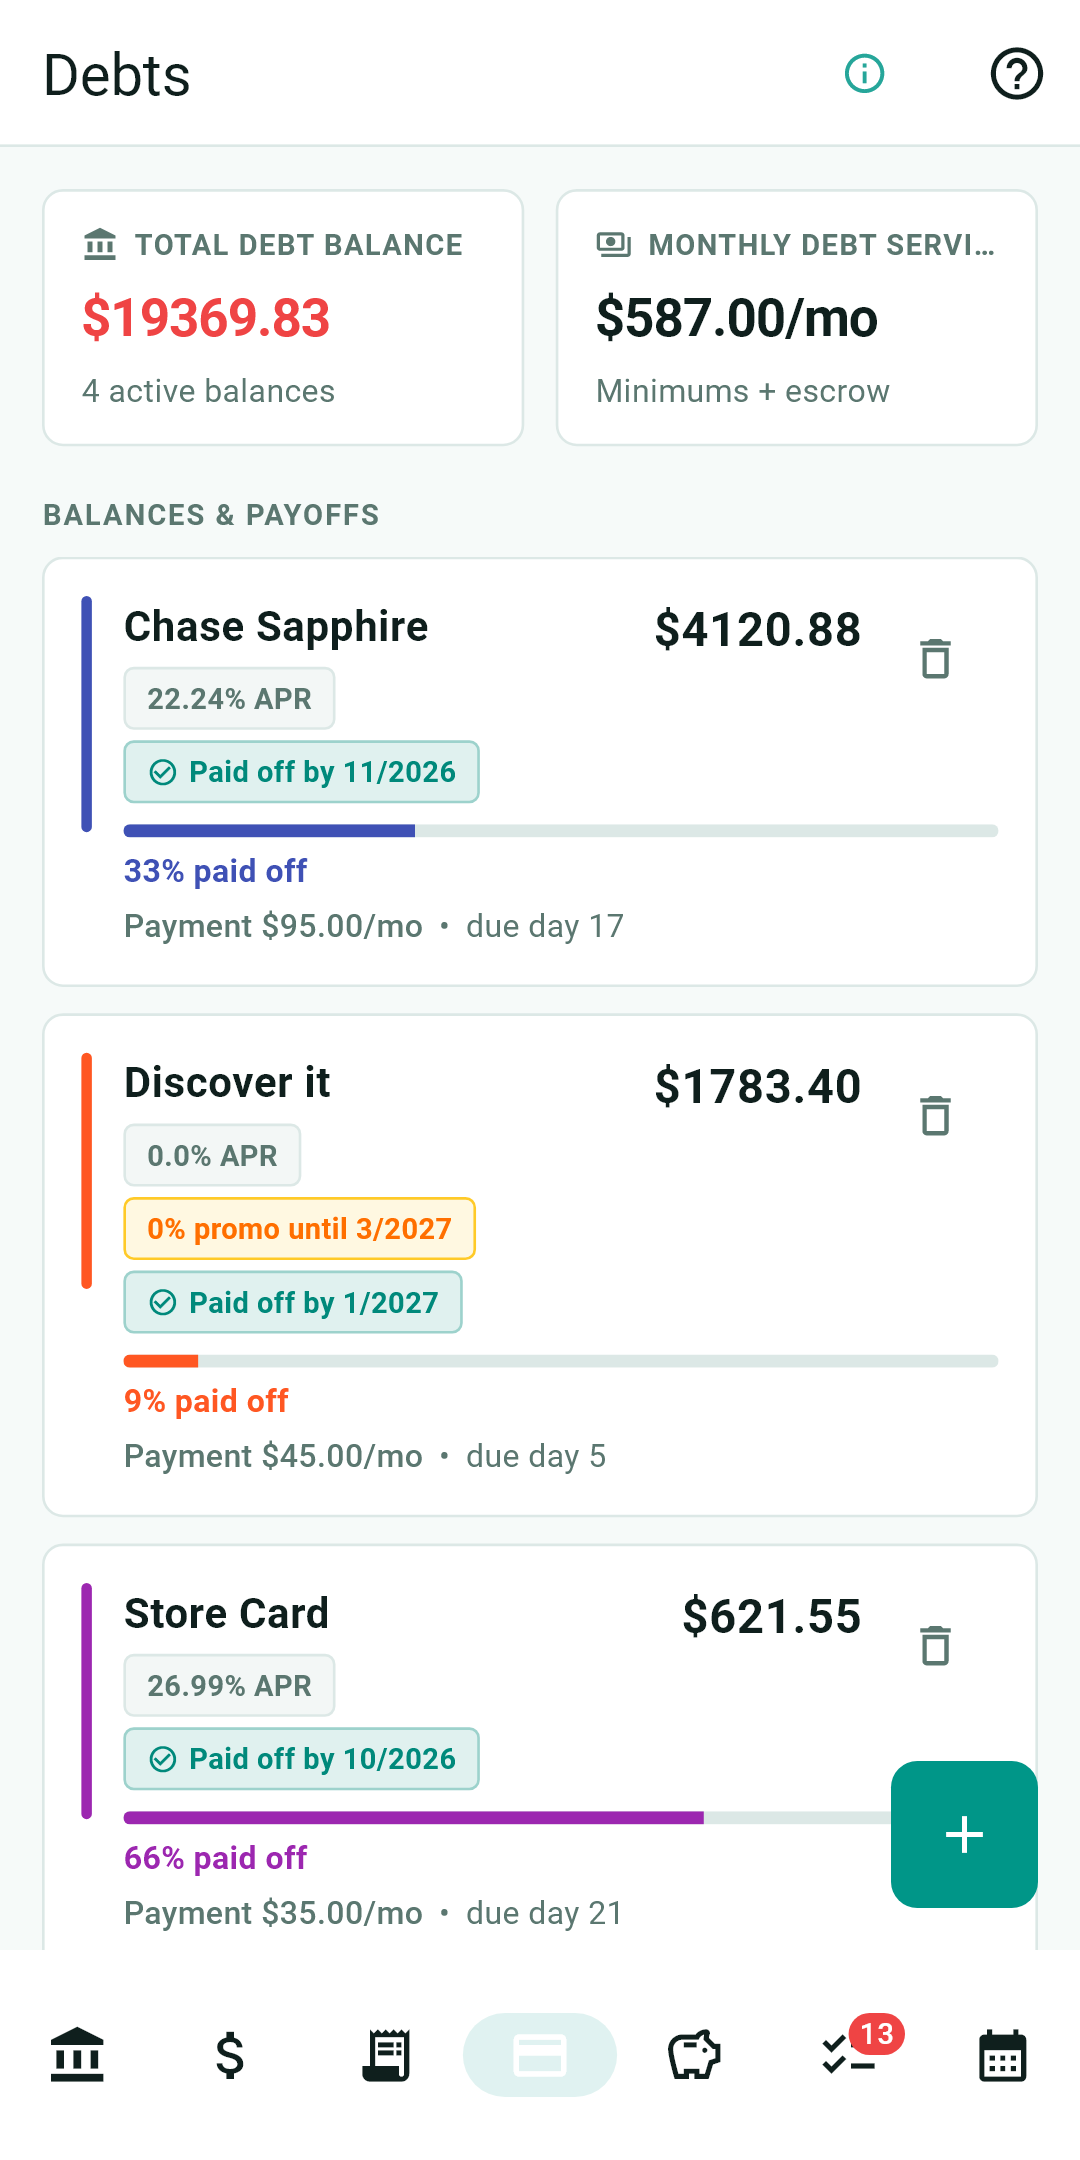 Debts
TOTAL DEBT BALANCE
$19369.83
4 active balances
MONTHLY DEBT SERVI...
$587.00/mo
Minimums + escrow
BALANCES & PAYOFFS
Chase Sapphire
$4120.88
22.24% APR
Paid off by 11/2026
33% paid off
Payment $95.00/mo • due day 17
Discover it
$1783.40
0.0% APR
0% promo until 3/2027
Paid off by 1/2027
9% paid off
Payment $45.00/mo • due day 5
Store Card
$621.55
26.99% APR
Paid off by 10/2026
66% paid off
Payment $35.00/mo • due day 21
13